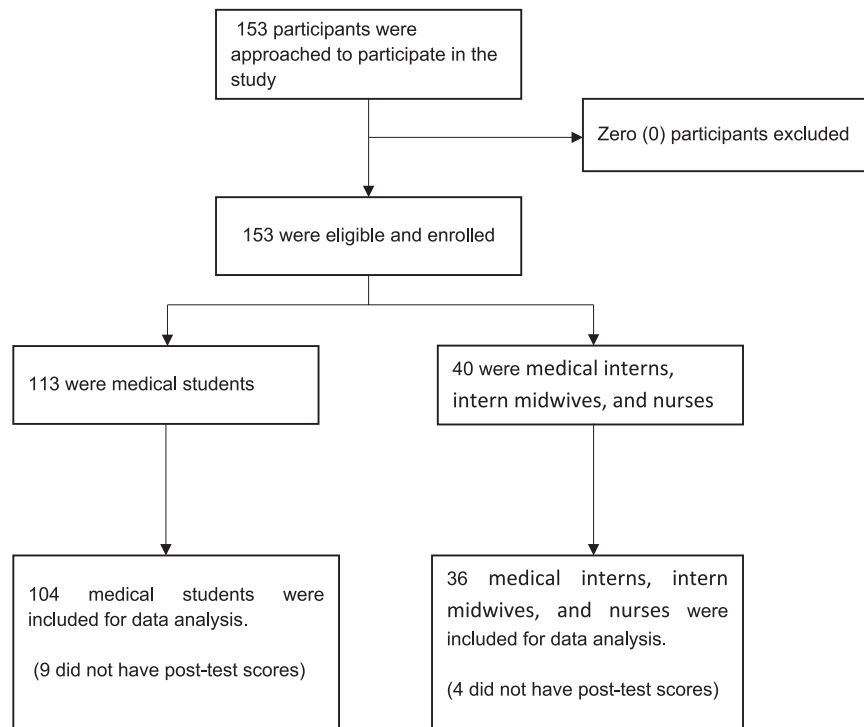 153 participants were
approached to participate in the
study
Zero (0) participants excluded
153 were eligible and enrolled
113 were medical students
40 were medical interns,
intern midwives, and nurses
104 medical students were
included for data analysis.
(9 did not have post-test scores)
36 medical interns, intern
midwives, and nurses were
included for data analysis.
(4 did not have post-test scores)